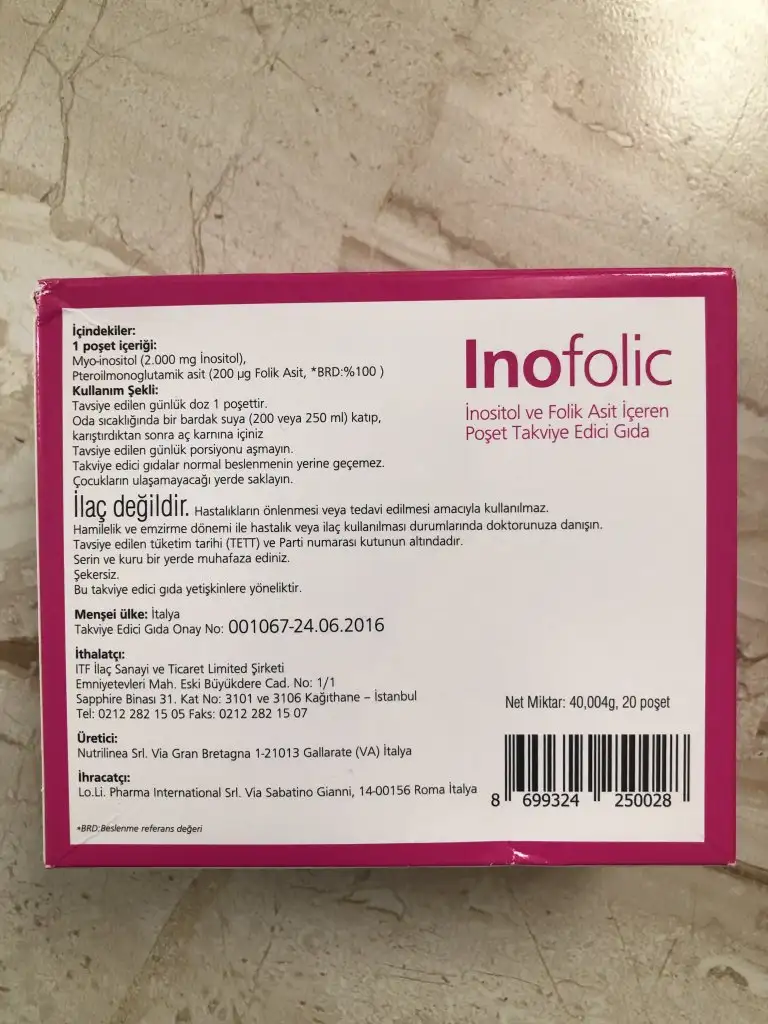 İçindekiler:
1 poşet içeriği:
Myo-inositol (2.000 mg İnositol),
Pteroilmonoglutamik asit (200 µg Folik Asit, *BRD:%100 )
Kullanım Şekli:
Tavsiye edilen günlük doz 1 poşettir.
Oda sıcaklığında bir bardak suya (200 veya 250 ml) katıp,
karıştırdıktan sonra aç karnına içiniz
Tavsiye edilen günlük porsiyonu aşmayın.
Takviye edici gıdalar normal beslenmenin yerine geçemez.
Çocukların ulaşamayacağı yerde saklayın.
İlaç değildir. Hastalıkların önlenmesi veya tedavi edilmesi amacıyla kullanılmaz.
Hamilelik ve emzirme dönemi ile hastalık veya ilaç kullanılması durumlarında doktorunuza danışın.
Tavsiye edilen tüketim tarihi (TETT) ve Parti numarası kutunun altındadır.
Serin ve kuru bir yerde muhafaza ediniz.
Şekersiz.
Bu takviye edici gıda yetişkinlere yöneliktir.
Menşei ülke: İtalya
Takviye Edici Gıda Onay No: 001067-24.06.2016
İthalatçı:
ITF İlaç Sanayi ve Ticaret Limited Şirketi
Emniyetevleri Mah. Eski Büyükdere Cad. No: 1/1
Sapphire Binası 31. Kat No: 3101 ve 3106 Kağıthane – İstanbul
Tel: 0212 282 15 05 Faks: 0212 282 15 07
Üretici:
Nutrilinea Srl. Via Gran Bretagna 1-21013 Gallarate (VA) İtalya
İhracatçı:
Lo.Li. Pharma International Srl. Via Sabatino Gianni, 14-00156 Roma İtalya
*BRD:Beslenme referans değeri
Inofolic
İnositol ve Folik Asit İçeren
Poşet Takviye Edici Gıda
Net Miktar: 40,004g, 20 poşet
8 699324 250028